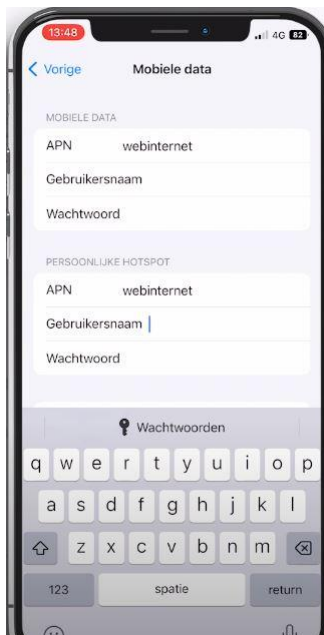 13:48 4G 82
Vorige Mobiele data
MOBIELE DATA
APN webinternet
Gebruikersnaam
Wachtwoord
PERSOONLIJKE HOTSPOT
APN webinternet
Gebruikersnaam
Wachtwoord
Wachtwoorden
q w e r t y u i o p
a s d f g h j k l
z x c v b n m
123 spatie return